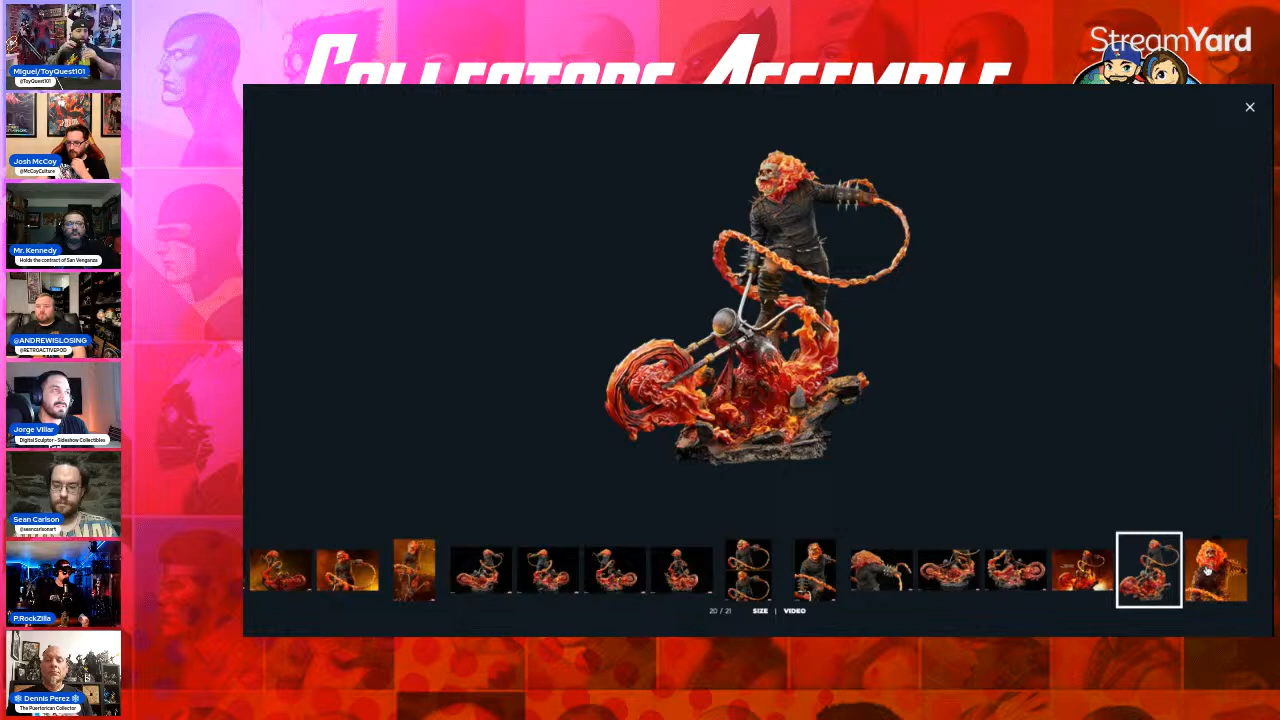 StreamYard
COLLECTORS ASSEMBLE
Miguel/ToyQuest101
@ToyQuest101
Josh McCoy
@McCoyCulture
Mr. Kennedy
Holds the contract of San Venganza
@ANDREWISLOSING
@RETROACTIVEPOD
Jorge Villar
Digital Sculptor - Sideshow Collectibles
Sean Carlson
@seancarlsonart
P.RockZilla
❄ Dennis Perez ❄
The Puertorican Collector
20 / 21 SIZE | VIDEO